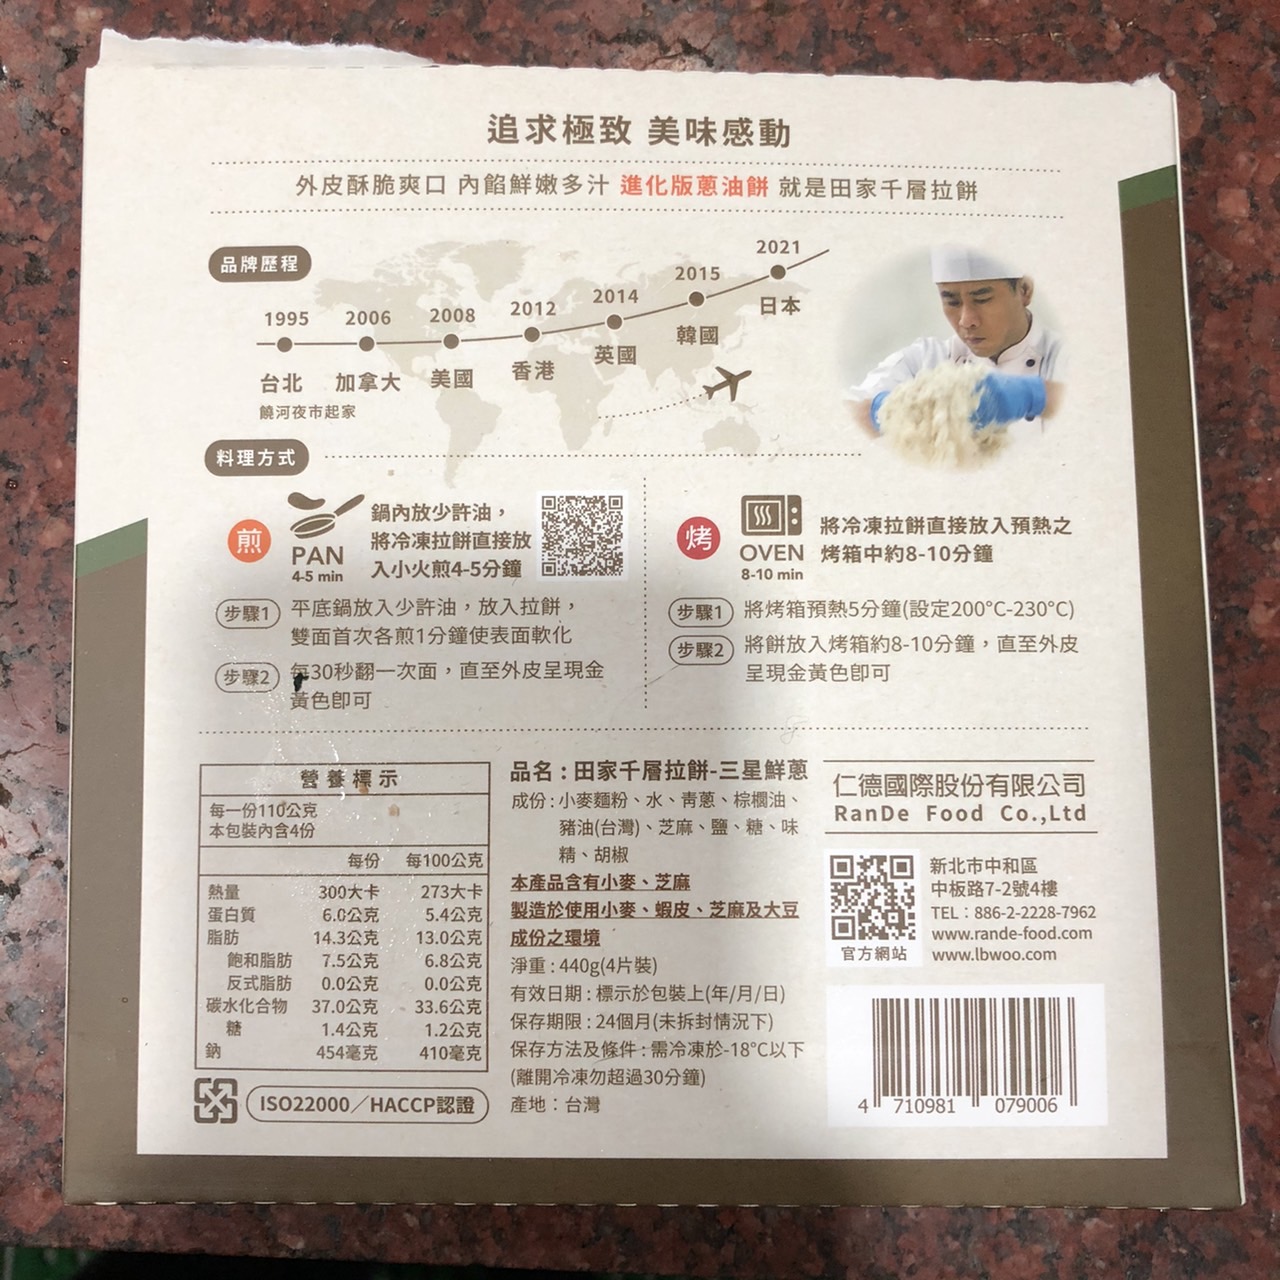 追求極致 美味感動
外皮酥脆爽口 內餡鮮嫩多汁 進化版蔥油餅 就是田家千層拉餅
品牌歷程
1995
台北
饒河夜市起家
2006
加拿大
2008
美國
2012
香港
2014
英國
2015
韓國
2021
日本
料理方式
煎
PAN
4-5 min
鍋內放少許油，
將冷凍拉餅直接放
入小火煎4-5分鐘
步驟1 平底鍋放入少許油，放入拉餅，
雙面首次各煎1分鐘使表面軟化
步驟2 每30秒翻一次面，直至外皮呈現金
黃色即可
烤
OVEN
8-10 min
將冷凍拉餅直接放入預熱之
烤箱中約8-10分鐘
步驟1 將烤箱預熱5分鐘(設定200°C-230°C)
步驟2 將餅放入烤箱約8-10分鐘，直至外皮
呈現金黃色即可
營養標示
每一份110公克
本包裝內含4份
每份 每100公克
熱量 300大卡 273大卡
蛋白質 6.0公克 5.4公克
脂肪 14.3公克 13.0公克
飽和脂肪 7.5公克 6.8公克
反式脂肪 0.0公克 0.0公克
碳水化合物 37.0公克 33.6公克
糖 1.4公克 1.2公克
鈉 454毫克 410毫克
ISO22000／HACCP認證
品名：田家千層拉餅-三星鮮蔥
成份：小麥麵粉、水、青蔥、棕櫚油、
豬油(台灣)、芝麻、鹽、糖、味
精、胡椒
本產品含有小麥、芝麻
製造於使用小麥、蝦皮、芝麻及大豆
成份之環境
淨重：440g(4片裝)
有效日期：標示於包裝上(年/月/日)
保存期限：24個月(未拆封情況下)
保存方法及條件：需冷凍於-18°C以下
(離開冷凍勿超過30分鐘)
產地：台灣
仁德國際股份有限公司
RanDe Food Co.,Ltd
官方網站
新北市中和區
中板路7-2號4樓
TEL：886-2-2228-7962
www.rande-food.com
www.lbwoo.com
4 710981 079006